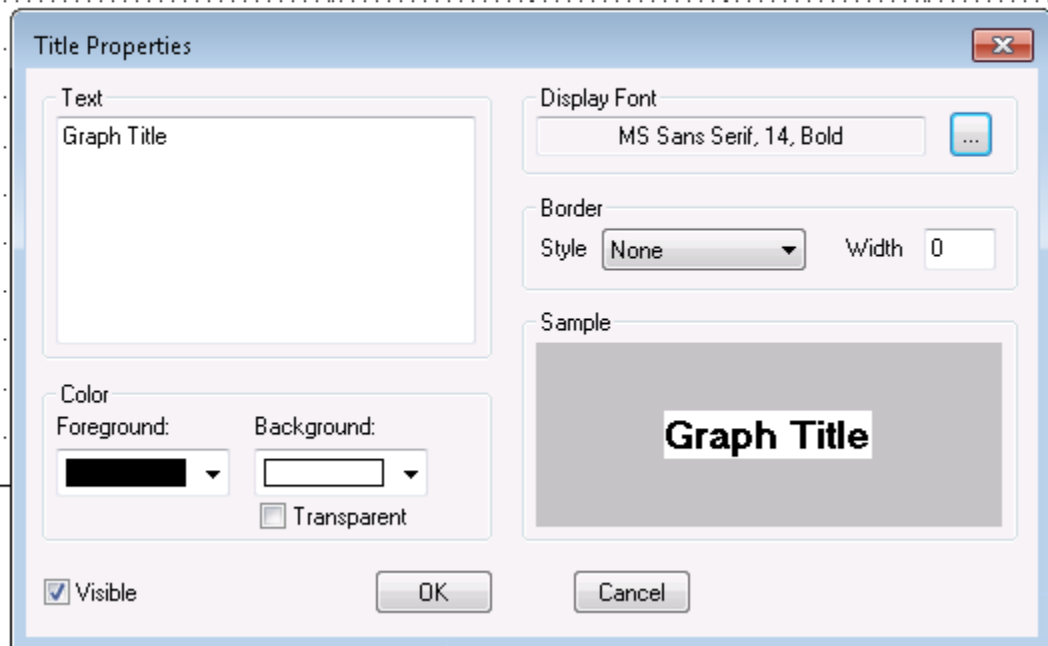 Title Properties
Text
Graph Title
Display Font
MS Sans Serif, 14, Bold
...
Border
Style None Width 0
Sample
Graph Title
Color
Foreground: Background:
Transparent
Visible OK Cancel